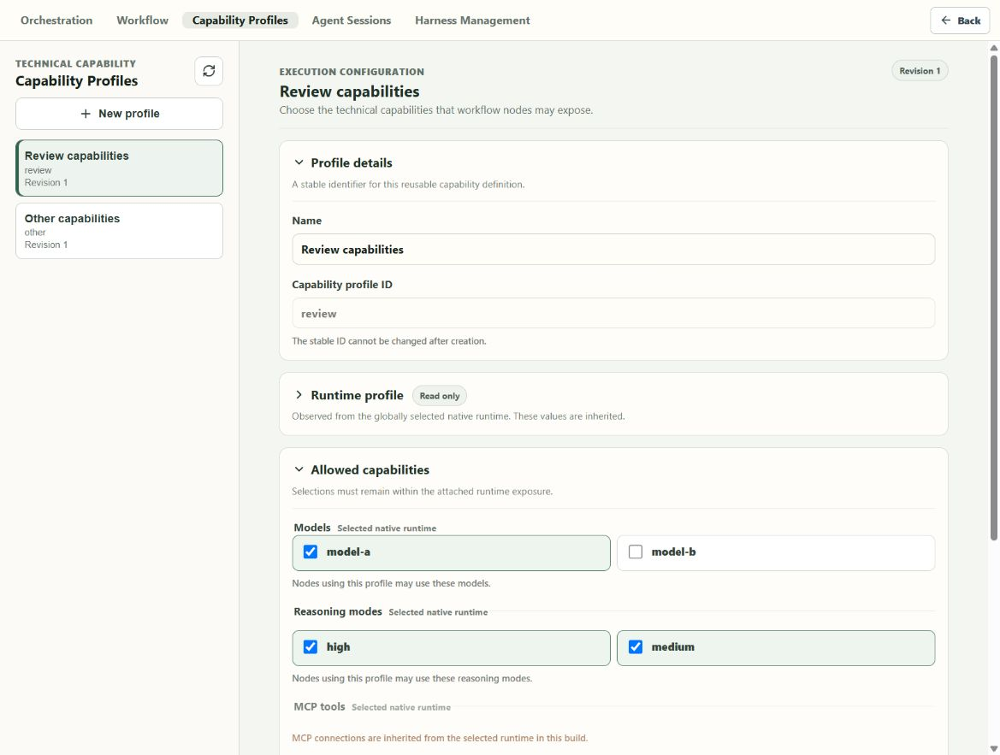 Orchestration Workflow Capability Profiles Agent Sessions Harness Management Back
TECHNICAL CAPABILITY
Capability Profiles
New profile
Review capabilities
review
Revision 1
Other capabilities
other
Revision 1
EXECUTION CONFIGURATION
Revision 1
Review capabilities
Choose the technical capabilities that workflow nodes may expose.
Profile details
A stable identifier for this reusable capability definition.
Name
Review capabilities
Capability profile ID
review
The stable ID cannot be changed after creation.
Runtime profile Read only
Observed from the globally selected native runtime. These values are inherited.
Allowed capabilities
Selections must remain within the attached runtime exposure.
Models Selected native runtime
model-a model-b
Nodes using this profile may use these models.
Reasoning modes Selected native runtime
high medium
Nodes using this profile may use these reasoning modes.
MCP tools Selected native runtime
MCP connections are inherited from the selected runtime in this build.